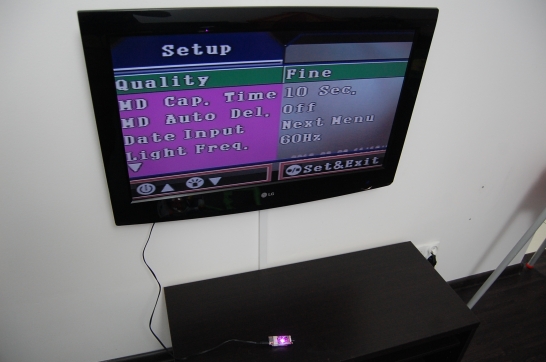 Setup
Quality Fine
MD Cap. Time 10 Sec.
MD Auto Del. Off
Date Input Next Menu
Light Freq. 60Hz
Set&Exit
LG